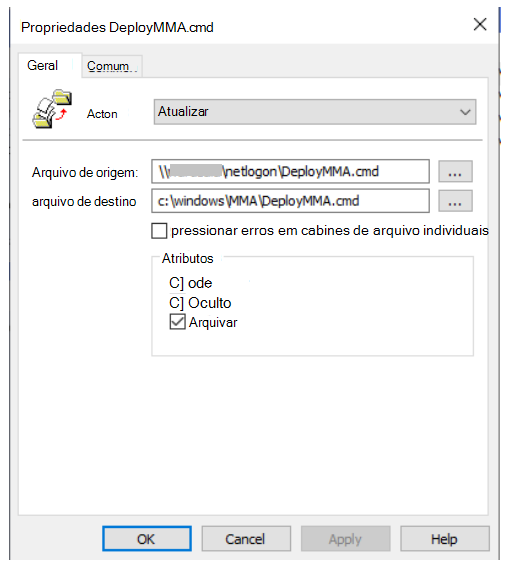 Propriedades DeployMMA.cmd
Geral
Comum
Acton
Atualizar
Arquivo de origem:
\\ \netlogon\DeployMMA.cmd
...
arquivo de destino
c:\windows\MMA\DeployMMA.cmd
...
pressionar erros em cabines de arquivo individuais
Atributos
C] ode
C] Oculto
Arquivar
OK
Cancel
Apply
Help